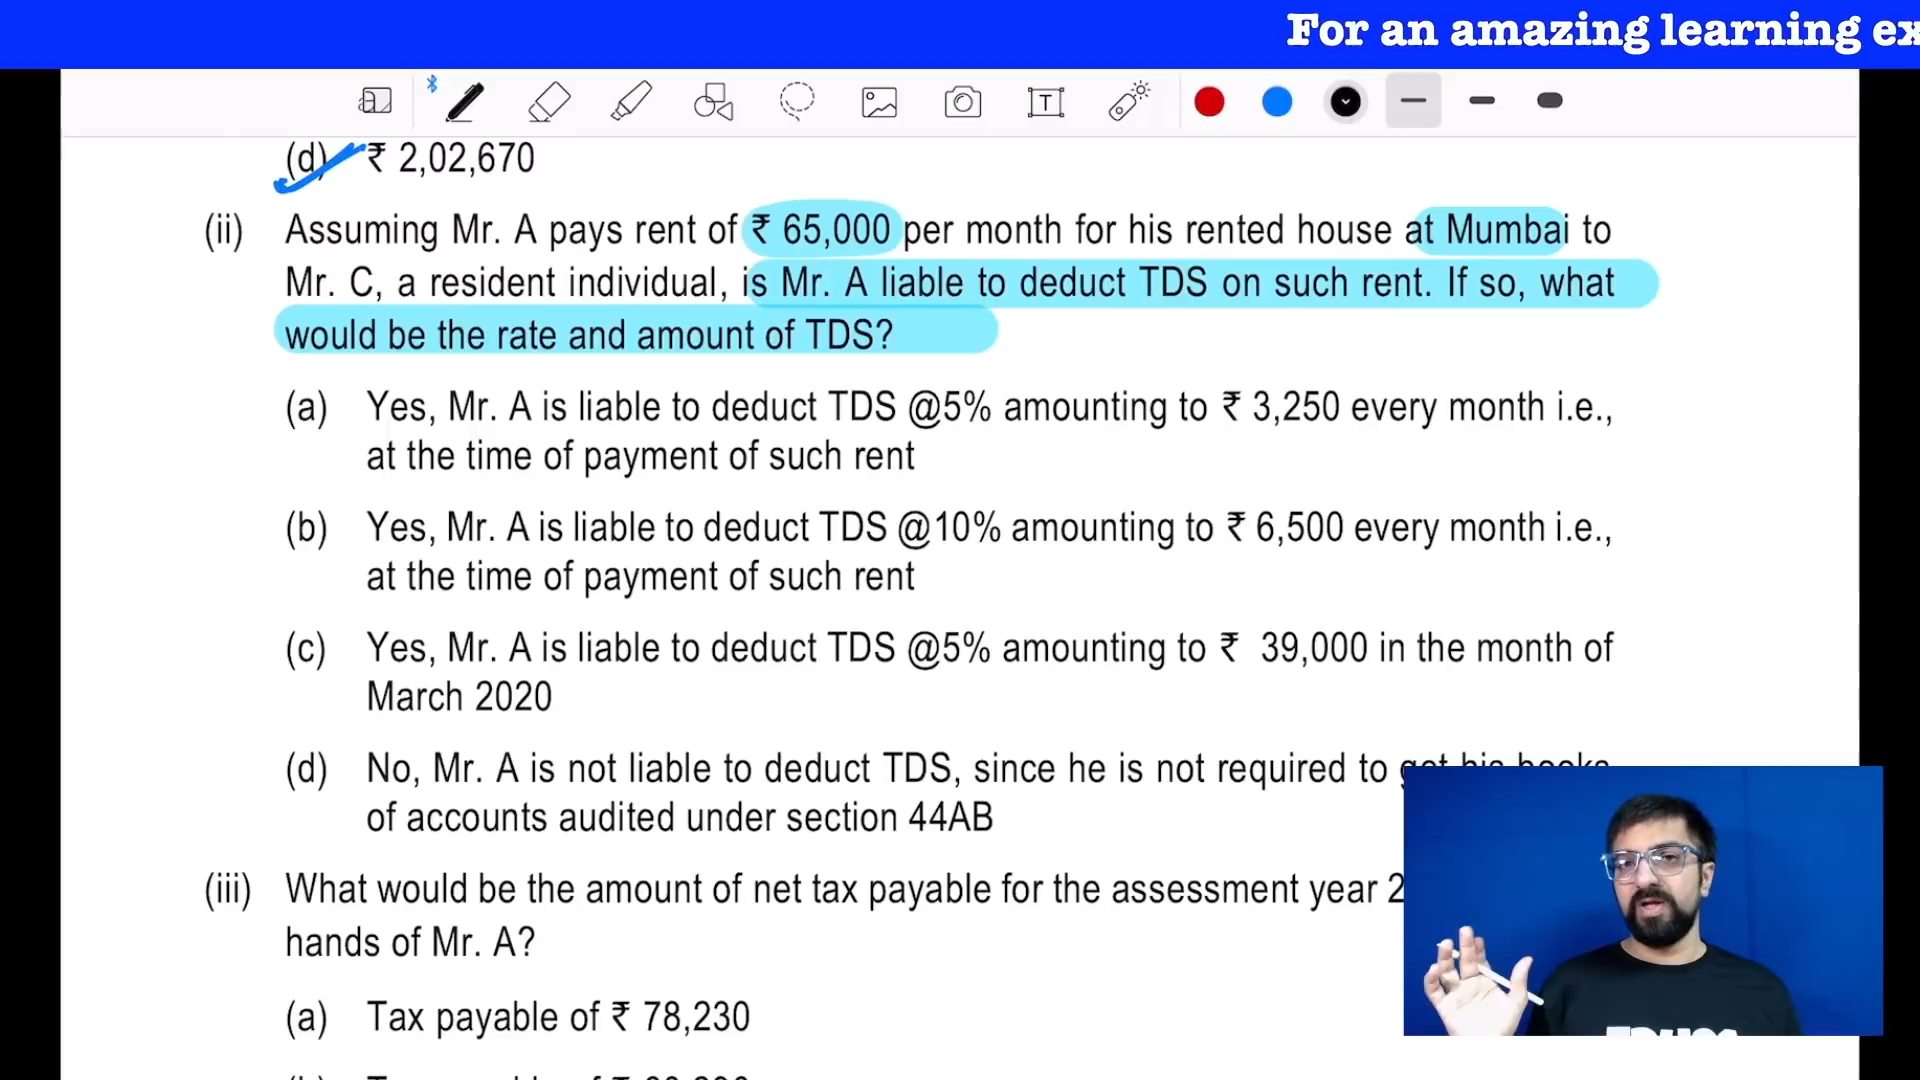 For an amazing learning ex
(d) ₹ 2,02,670
(ii) Assuming Mr. A pays rent of ₹ 65,000 per month for his rented house at Mumbai to
Mr. C, a resident individual, is Mr. A liable to deduct TDS on such rent. If so, what
would be the rate and amount of TDS?
(a) Yes, Mr. A is liable to deduct TDS @5% amounting to ₹ 3,250 every month i.e.,
at the time of payment of such rent
(b) Yes, Mr. A is liable to deduct TDS @10% amounting to ₹ 6,500 every month i.e.,
at the time of payment of such rent
(c) Yes, Mr. A is liable to deduct TDS @5% amounting to ₹ 39,000 in the month of
March 2020
(d) No, Mr. A is not liable to deduct TDS, since he is not required to get his books
of accounts audited under section 44AB
(iii) What would be the amount of net tax payable for the assessment year 2
hands of Mr. A?
(a) Tax payable of ₹ 78,230